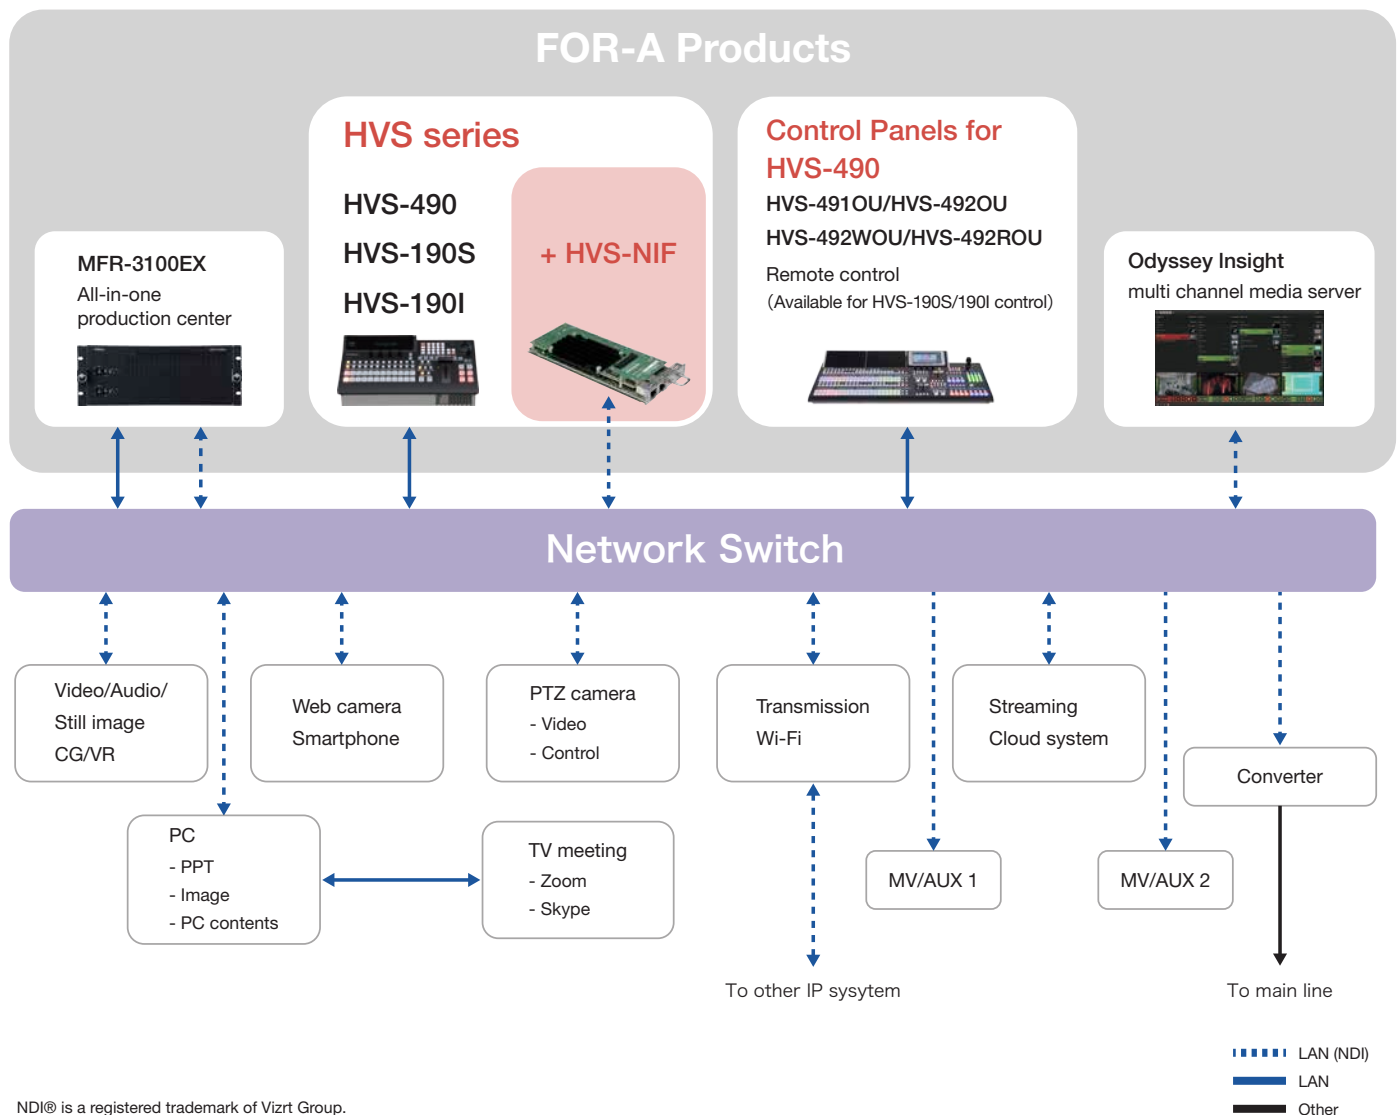 FOR-A Products
MFR-3100EX
All-in-one
production center
HVS series
HVS-490
HVS-190S
HVS-190I
+ HVS-NIF
Control Panels for
HVS-490
HVS-491OU/HVS-492OU
HVS-492WOU/HVS-492ROU
Remote control
(Available for HVS-190S/190I control)
Odyssey Insight
multi channel media server
Network Switch
Video/Audio/
Still image
CG/VR
Web camera
Smartphone
PTZ camera
- Video
- Control
Transmission
Wi-Fi
Streaming
Cloud system
Converter
PC
- PPT
- Image
- PC contents
TV meeting
- Zoom
- Skype
MV/AUX 1
MV/AUX 2
To other IP sysytem
To main line
LAN (NDI)
LAN
Other
NDI® is a registered trademark of Vizrt Group.